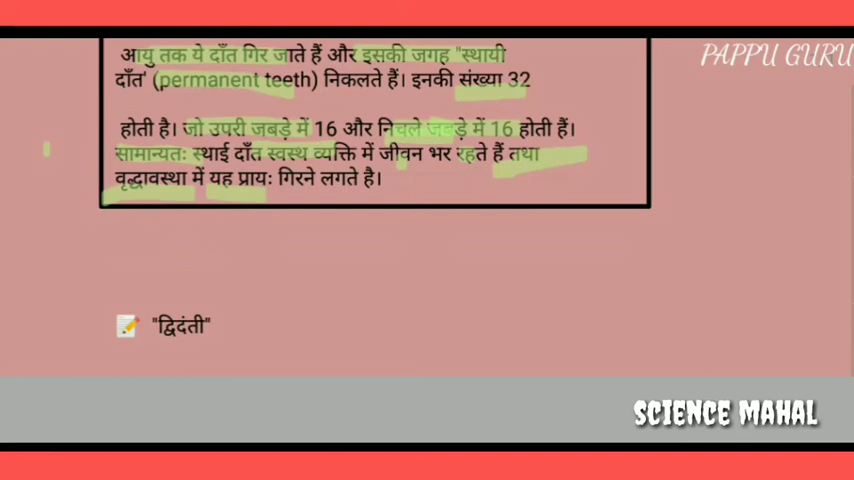 आयु तक ये दाँत गिर जाते हैं और इसकी जगह "स्थायी
PAPPU GURU
दाँत' (permanent teeth) निकलते हैं। इनकी संख्या 32
होती है। जो उपरी जबड़े में 16 और निचले जबड़े में 16 होती हैं।
सामान्यतः स्थाई दाँत स्वस्थ व्यक्ति में जीवन भर रहते हैं तथा
वृद्धावस्था में यह प्रायः गिरने लगते है।
📝 "द्विदंती"
SCIENCE MAHAL